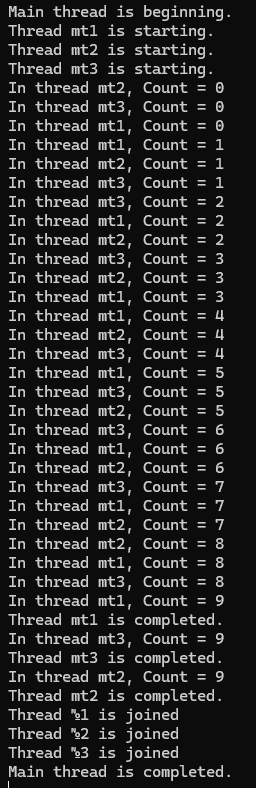 Main thread is beginning.
Thread mt1 is starting.
Thread mt2 is starting.
Thread mt3 is starting.
In thread mt2, Count = 0
In thread mt3, Count = 0
In thread mt1, Count = 0
In thread mt1, Count = 1
In thread mt2, Count = 1
In thread mt3, Count = 1
In thread mt3, Count = 2
In thread mt1, Count = 2
In thread mt2, Count = 2
In thread mt3, Count = 3
In thread mt2, Count = 3
In thread mt1, Count = 3
In thread mt1, Count = 4
In thread mt2, Count = 4
In thread mt3, Count = 4
In thread mt1, Count = 5
In thread mt3, Count = 5
In thread mt2, Count = 5
In thread mt3, Count = 6
In thread mt1, Count = 6
In thread mt2, Count = 6
In thread mt3, Count = 7
In thread mt1, Count = 7
In thread mt2, Count = 7
In thread mt2, Count = 8
In thread mt1, Count = 8
In thread mt3, Count = 8
In thread mt1, Count = 9
Thread mt1 is completed.
In thread mt3, Count = 9
Thread mt3 is completed.
In thread mt2, Count = 9
Thread mt2 is completed.
Thread №1 is joined
Thread №2 is joined
Thread №3 is joined
Main thread is completed.